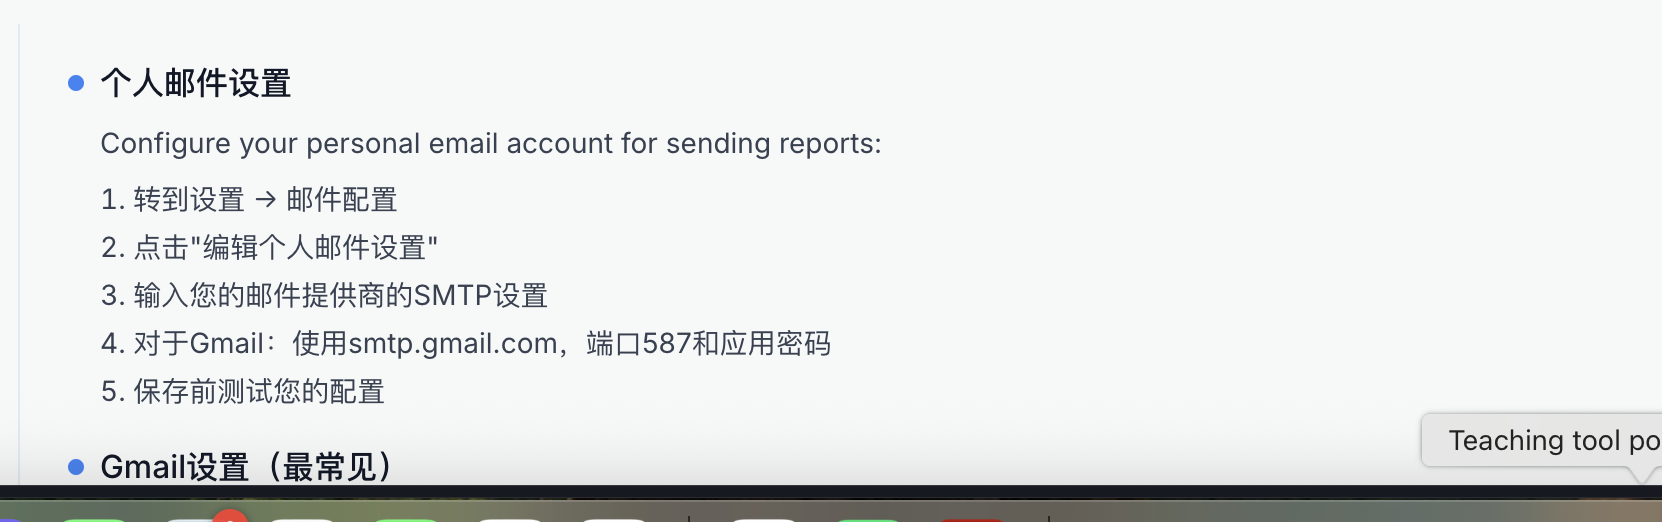 个人邮件设置
Configure your personal email account for sending reports:
1. 转到设置 → 邮件配置
2. 点击"编辑个人邮件设置"
3. 输入您的邮件提供商的SMTP设置
4. 对于Gmail：使用smtp.gmail.com，端口587和应用密码
5. 保存前测试您的配置
Teaching tool po
Gmail设置（最常见）